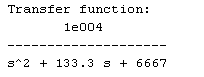 Transfer function:
1e004
--------------------
s^2 + 133.3 s + 6667